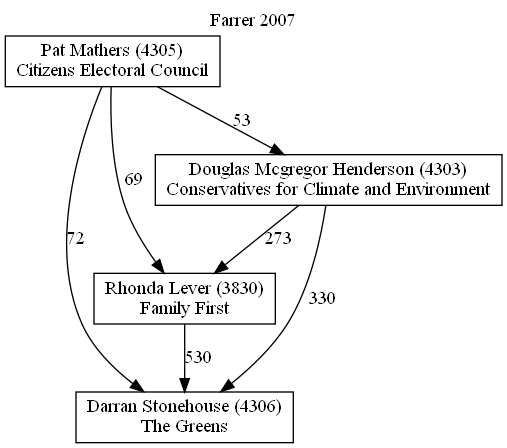 Farrer 2007
Pat Mathers (4305)
Citizens Electoral Council
53
Douglas Mcgregor Henderson (4303)
Conservatives for Climate and Environment
69
72
273
Rhonda Lever (3830)
Family First
330
530
Darran Stonehouse (4306)
The Greens